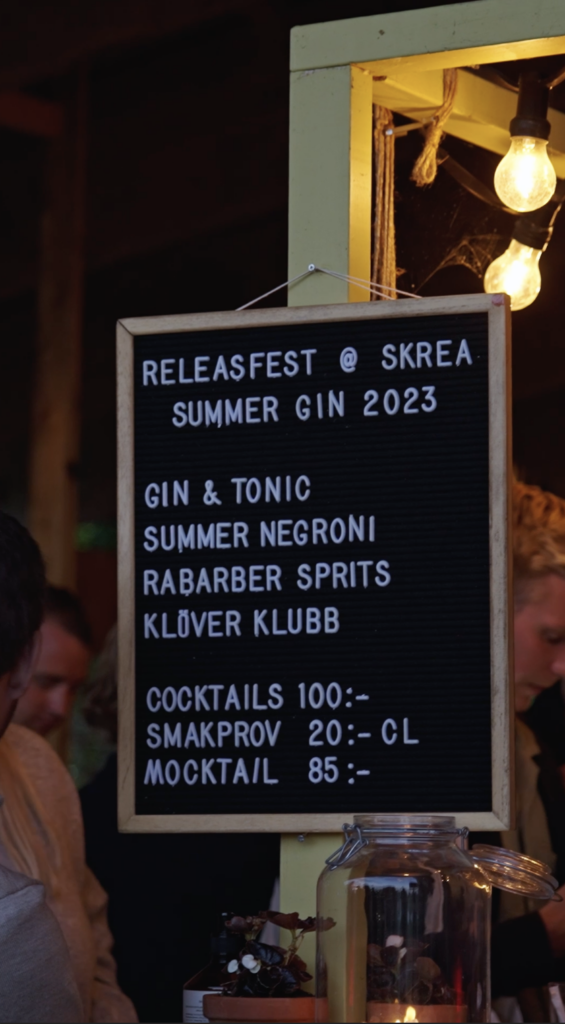 RELEASFEST @ SKREA
SUMMER GIN 2023
GIN & TONIC
SUMMER NEGRONI
RABARBER SPRITS
KLÖVER KLUBB
COCKTAILS 100:-
SMAKPROV 20:- CL
MOCKTAIL 85:-